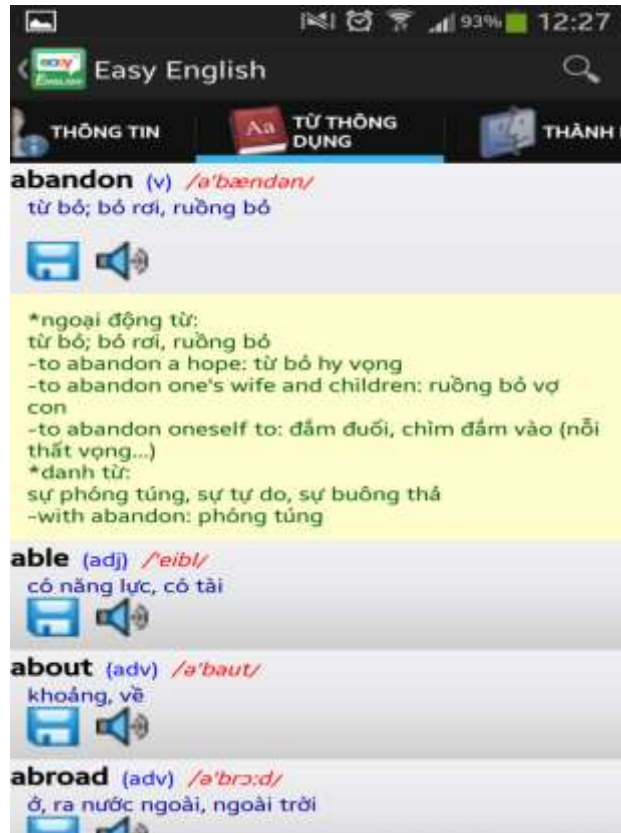 93% 12:27
Easy English
THÔNG TIN
TỪ THÔNG
DỤNG
THÀNH
abandon (v) /ə'bændən/
từ bỏ; bỏ rơi, ruồng bỏ
*ngoại động từ:
từ bỏ; bỏ rơi, ruồng bỏ
-to abandon a hope: từ bỏ hy vọng
-to abandon one's wife and children: ruồng bỏ vợ
con
-to abandon oneself to: đắm đuối, chìm đắm vào (nỗi
thất vọng...)
*danh từ:
sự phóng túng, sự tự do, sự buông thả
-with abandon: phóng túng
able (adj) /'eibl/
có năng lực, có tài
about (adv) /ə'baut/
khoảng, về
abroad (adv) /ə'brɔ:d/
ở, ra nước ngoài, ngoài trời